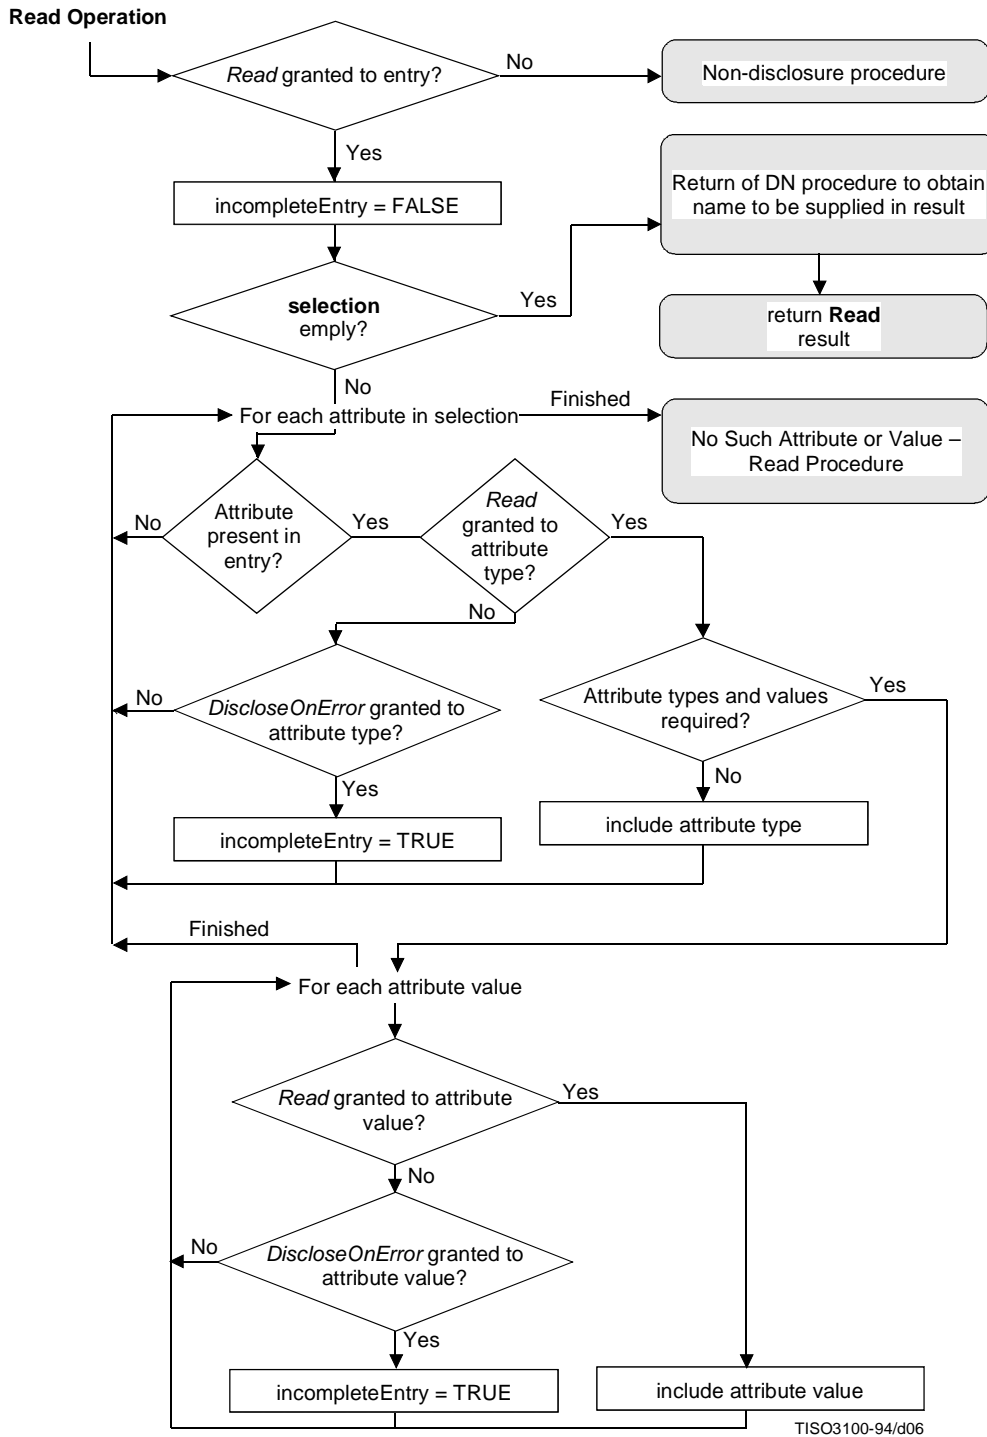 Read Operation
Read granted to entry?
No
Non-disclosure procedure
Yes
incompleteEntry = FALSE
Return of DN procedure to obtain
name to be supplied in result
selection
emply?
Yes
return Read
result
No
For each attribute in selection
Finished
No Such Attribute or Value –
Read Procedure
No
Attribute
present in
entry?
Yes
Read
granted to
attribute
type?
Yes
No
No
DiscloseOnError granted to
attribute type?
Attribute types and values
required?
Yes
Yes
No
incompleteEntry = TRUE
include attribute type
Finished
For each attribute value
Read granted to attribute
value?
Yes
No
No
DiscloseOnError granted to
attribute value?
Yes
incompleteEntry = TRUE
include attribute value
TISO3100-94/d06